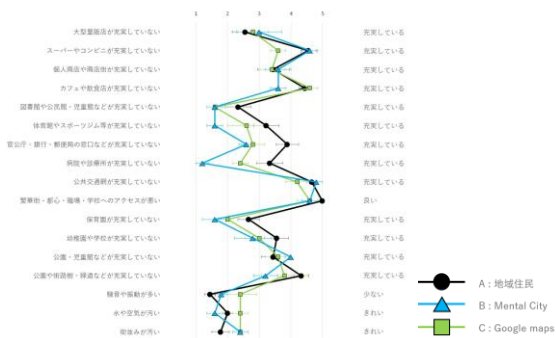 1 2 3 4 5
大型量販店が充実していない 充実している
スーパーやコンビニが充実していない 充実している
個人商店や商店街が充実していない 充実している
カフェや飲食店が充実していない 充実している
図書館や公民館・児童館などが充実していない 充実している
体育館やスポーツジム等が充実していない 充実している
官公庁・銀行・郵便局の窓口などが充実していない 充実している
病院や診療所が充実していない 充実している
公共交通網が充実していない 充実している
繁華街・都心・職場・学校へのアクセスが悪い 良い
保育園が充実していない 充実している
幼稚園や学校が充実していない 充実している
公園・児童館などが充実していない 充実している
公園や街路樹・緑道などが充実していない 充実している
騒音や振動が多い 少ない
水や空気が汚い きれい
街並みが汚い きれい
A : 地域住民
B : Mental City
C : Google maps